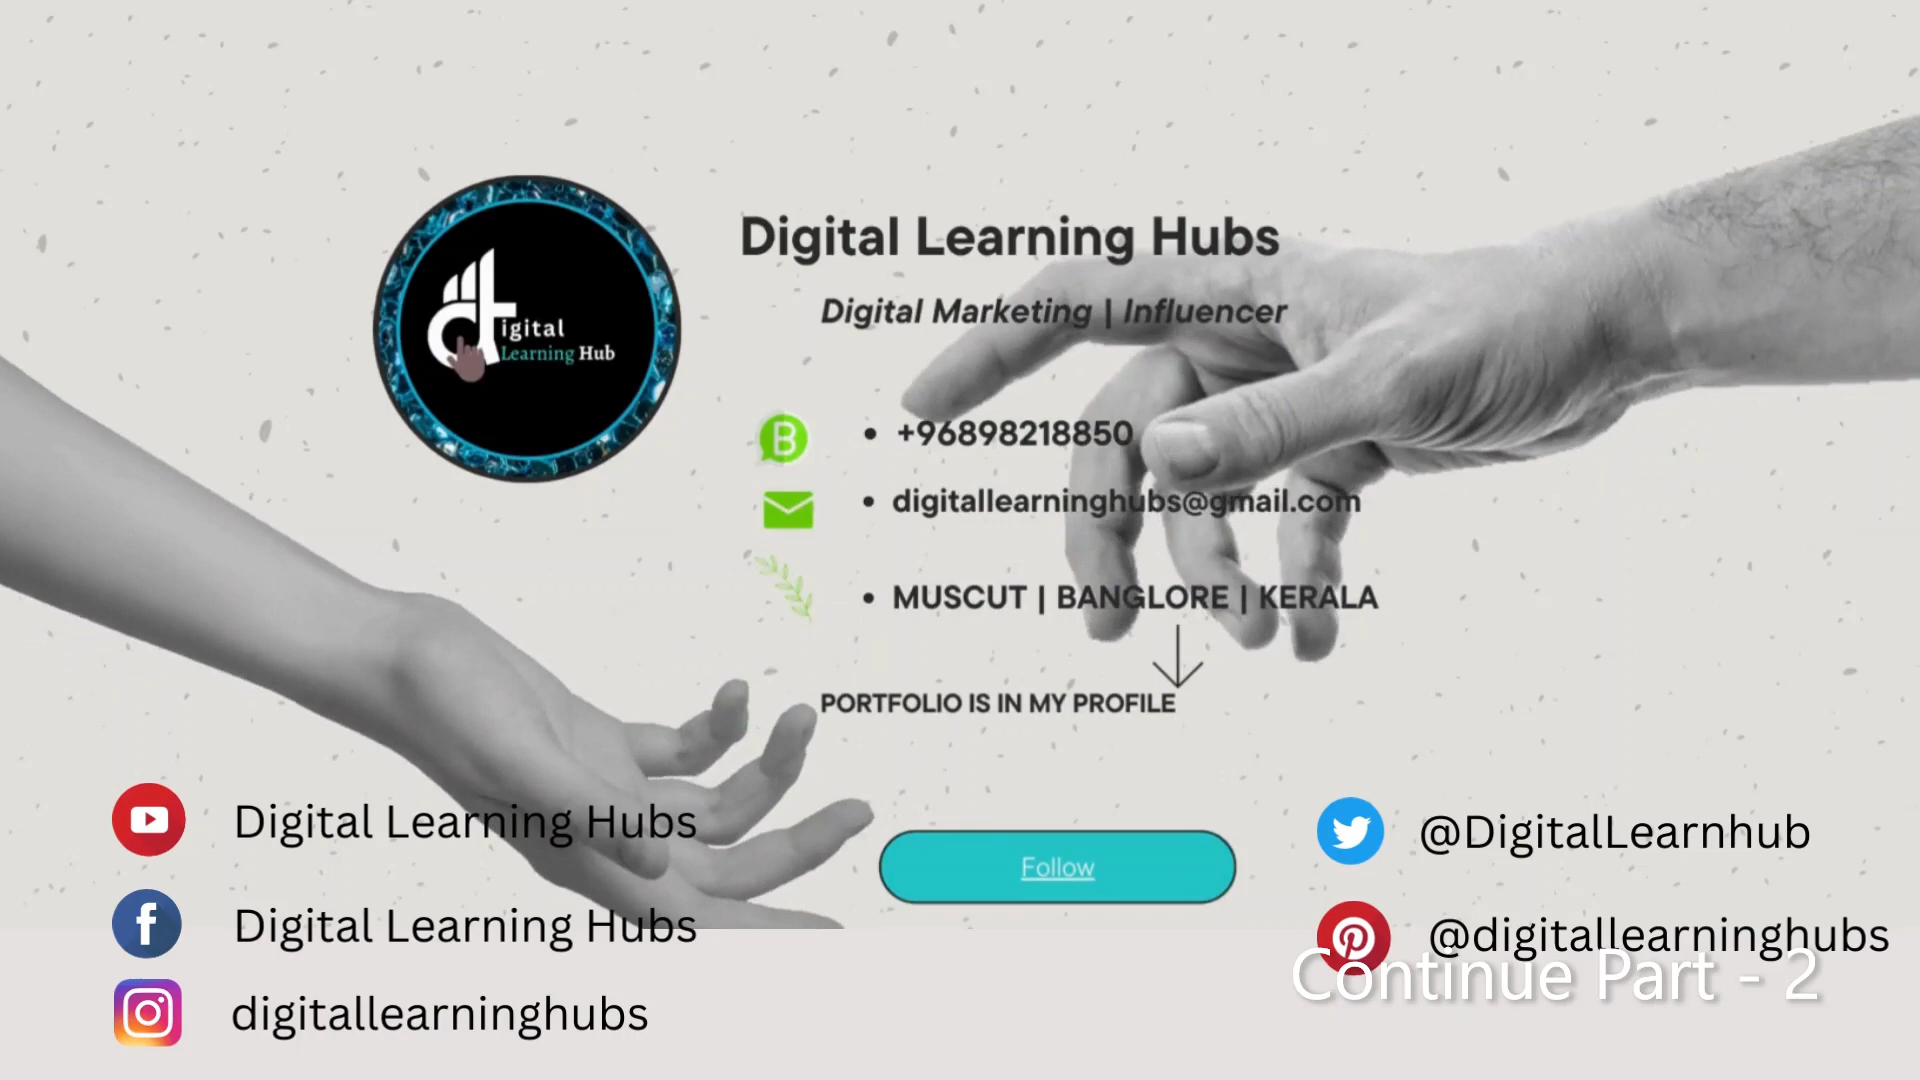 Digital Learning Hubs
Digital Marketing | Influencer
igital
Learning Hub
• +96898218850
B
• digitallearninghubs@gmail.com
• MUSCUT | BANGLORE | KERALA
PORTFOLIO IS IN MY PROFILE
Digital Learning Hubs
@DigitalLearnhub
Follow
Digital Learning Hubs
@digitallearninghubs
Continue Part - 2
digitallearninghubs